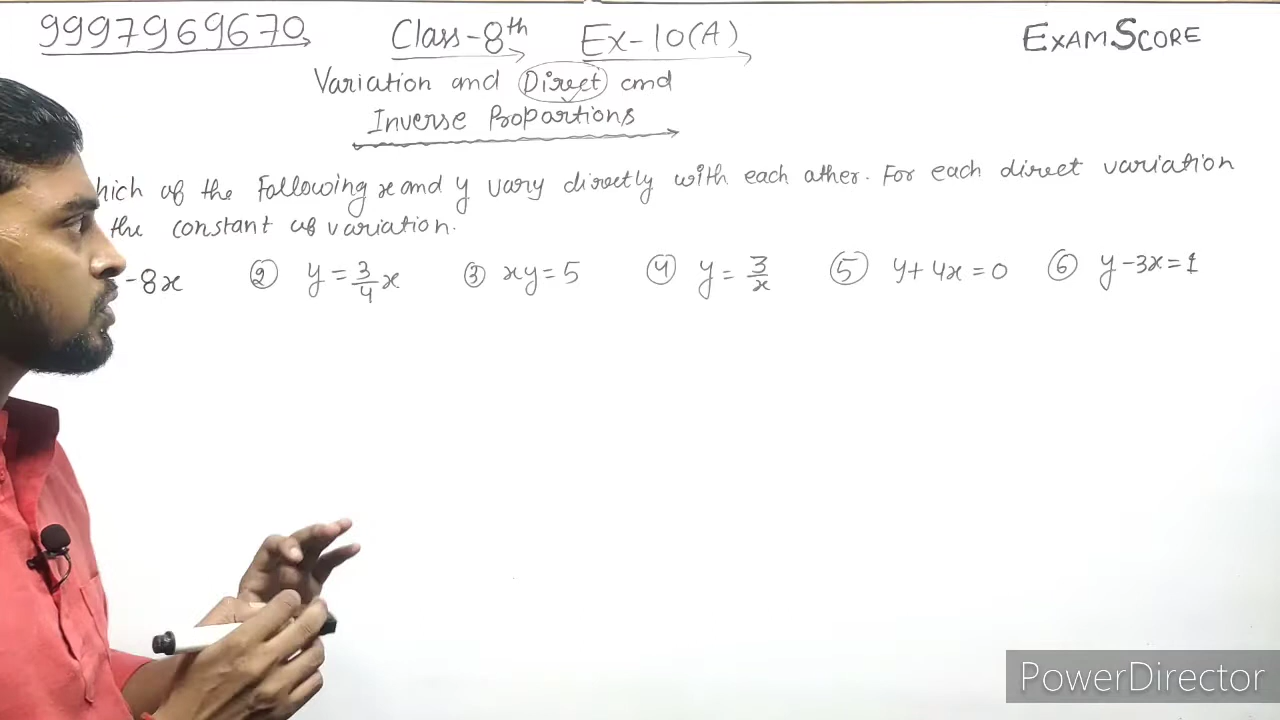 9997969670 Class-8th Ex-10(A) EXAMSCORE
Variation and Direct and
Inverse Proportions
hich of the Following x and y vary directly with each other. For each direct variation
the constant of variation.
-8x ② y = 3/4 x ③ xy = 5 ④ y = 3/x ⑤ y + 4x = 0 ⑥ y - 3x = 1
PowerDirector